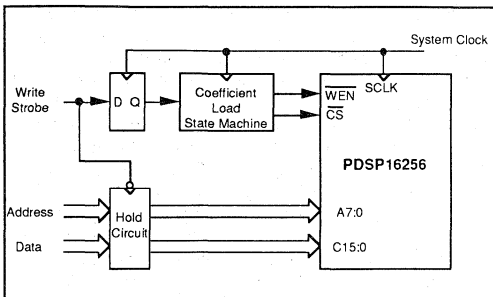 System Clock
Write
Strobe
D Q
Coefficient
Load
State Machine
WEN
SCLK
CS
PDSP16256
Address
Data
Hold
Circuit
A7:0
C15:0